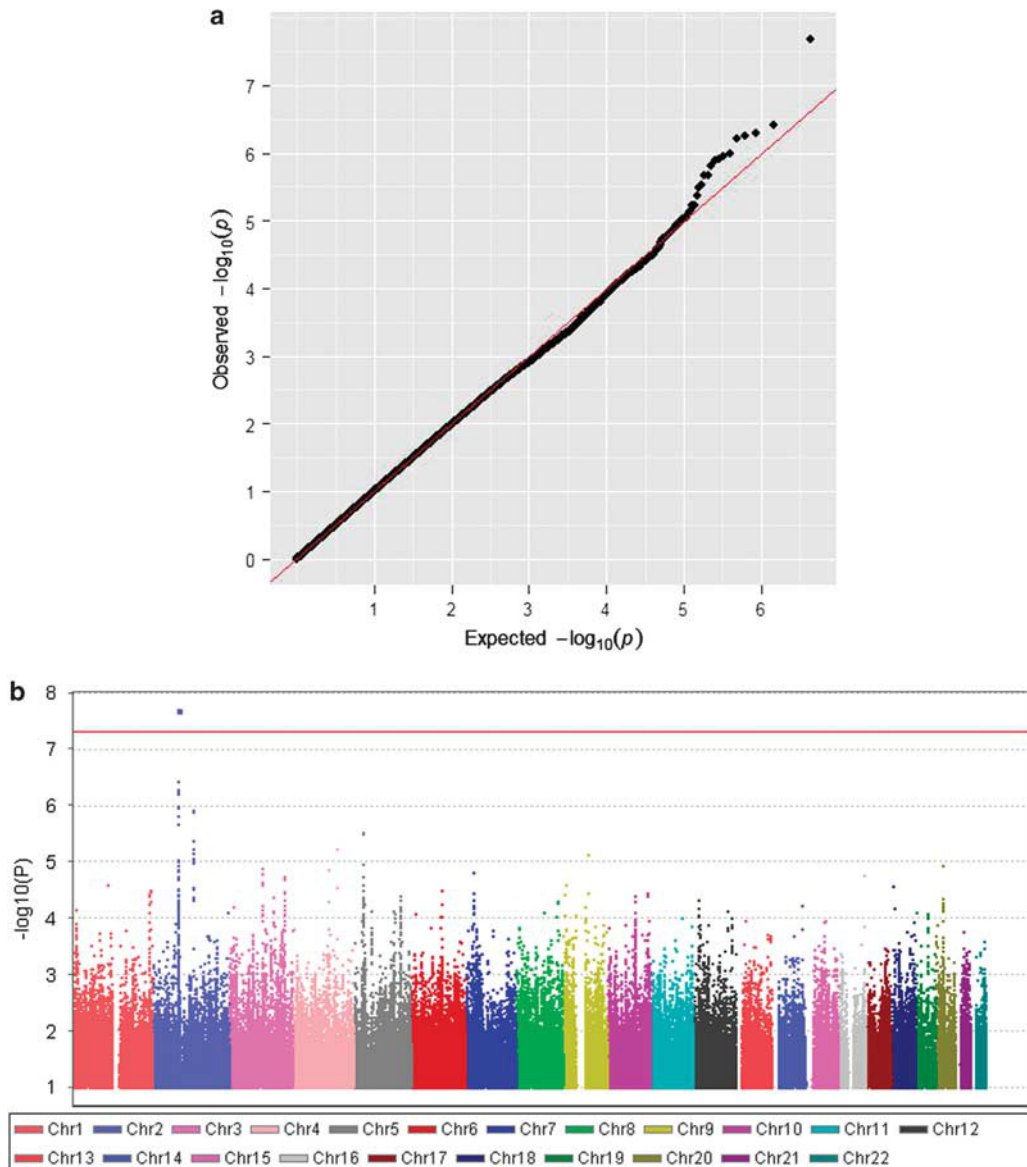 a
7
6
5
4
3
2
1
0
Observed −log10(p)
1 2 3 4 5 6
Expected −log10(p)
b
8
7
6
5
4
3
2
1
-log10(P)
Chr1 Chr2 Chr3 Chr4 Chr5 Chr6 Chr7 Chr8 Chr9 Chr10 Chr11 Chr12
Chr13 Chr14 Chr15 Chr16 Chr17 Chr18 Chr19 Chr20 Chr21 Chr22